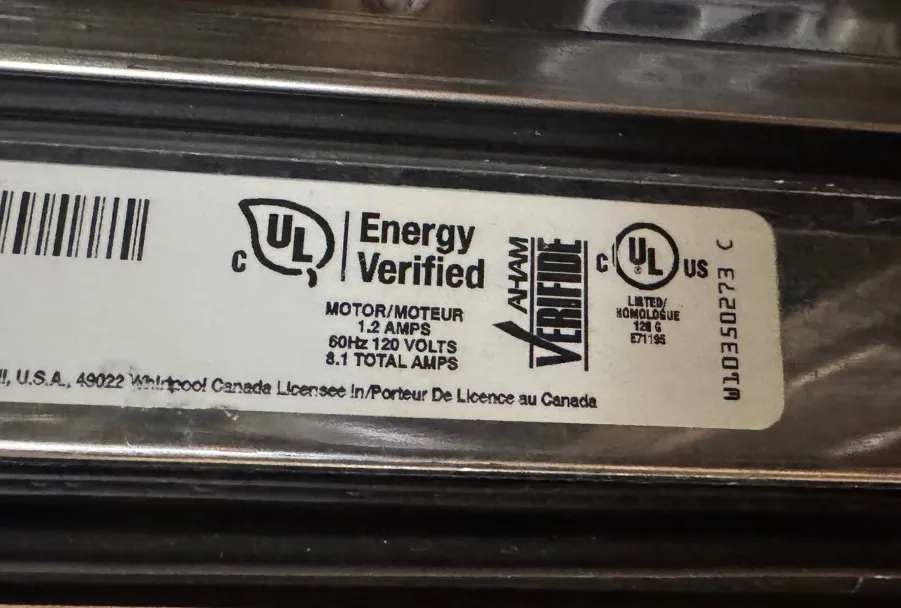 UL
C
Energy
Verified
MOTOR/MOTEUR
1.2 AMPS
60Hz 120 VOLTS
8.1 TOTAL AMPS
AHAM
VERIFIDE
C UL US
LISTED/
HOMOLOGUE
G
E71195
U.S.A., 49022 Whirlpool Canada Licensee In/Porteur De Licence au Canada